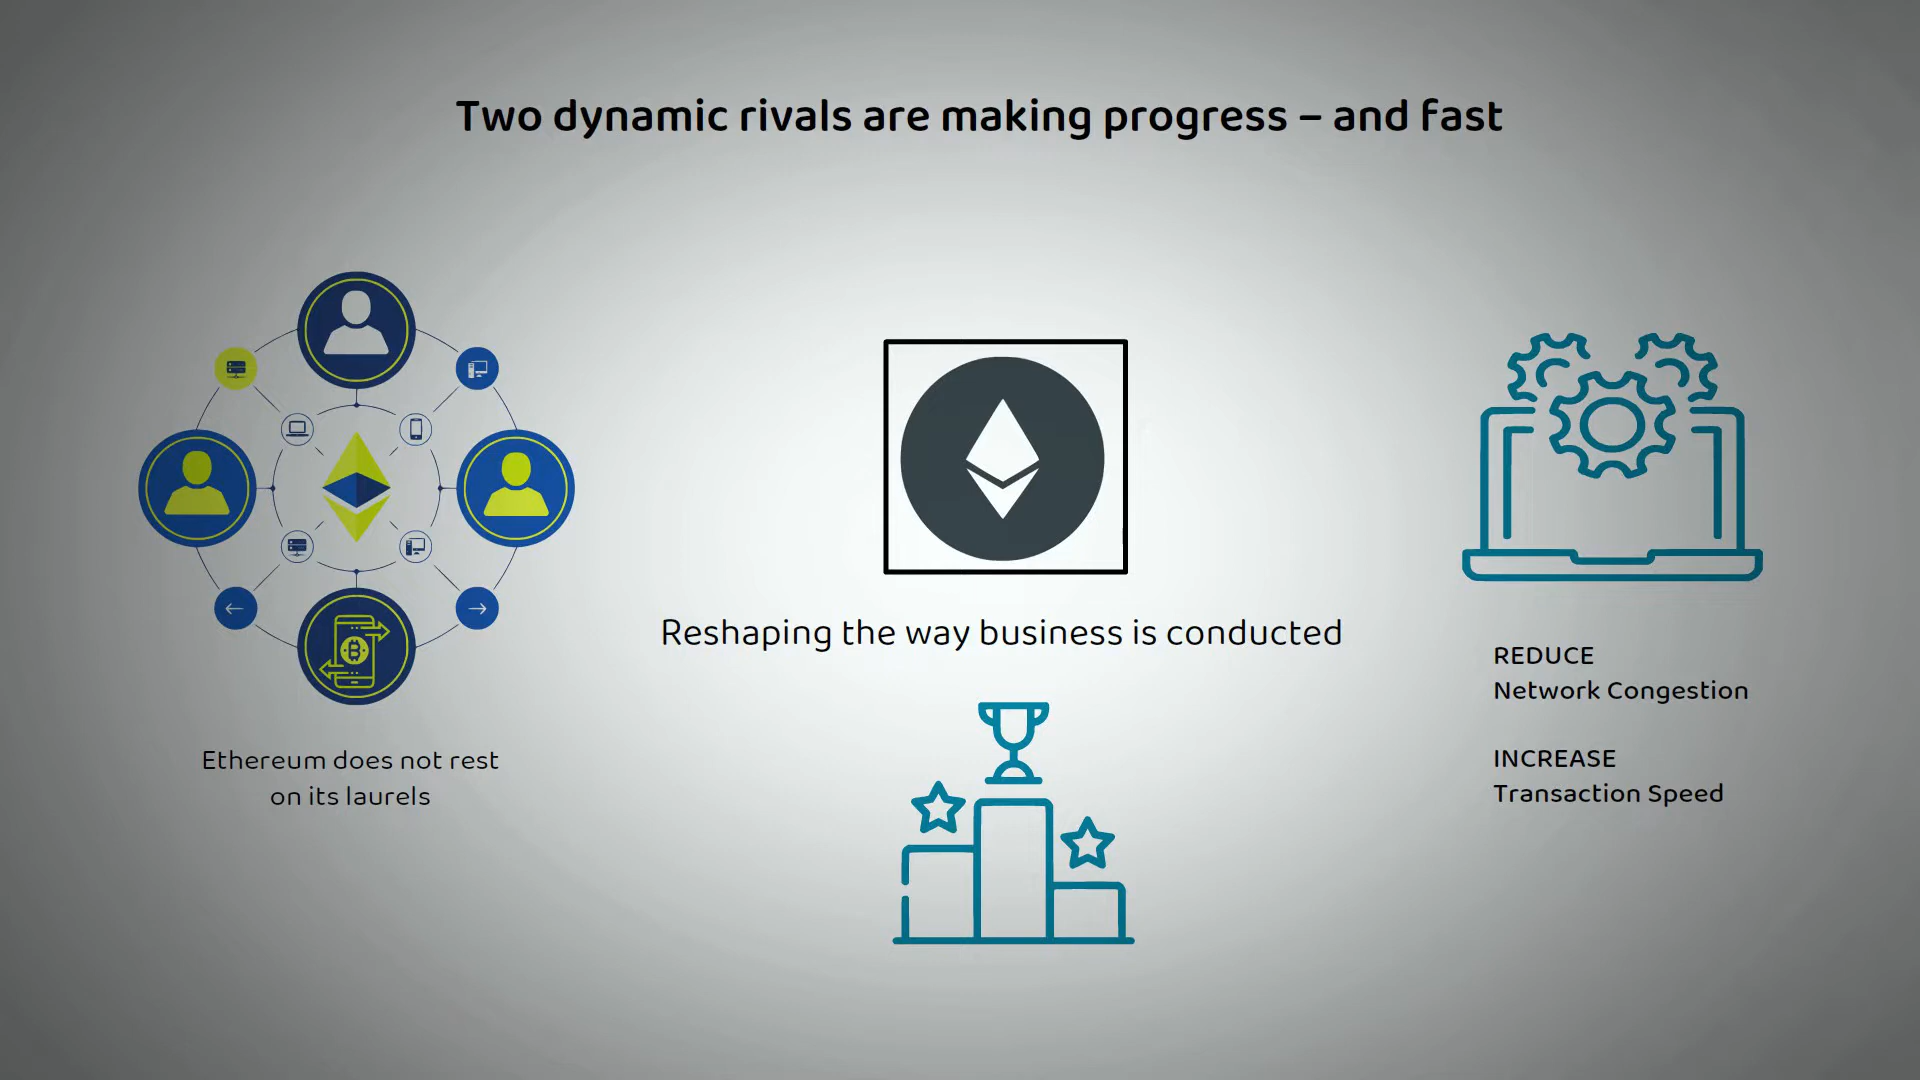 Two dynamic rivals are making progress – and fast
Ethereum does not rest
on its laurels
Reshaping the way business is conducted
REDUCE
Network Congestion
INCREASE
Transaction Speed